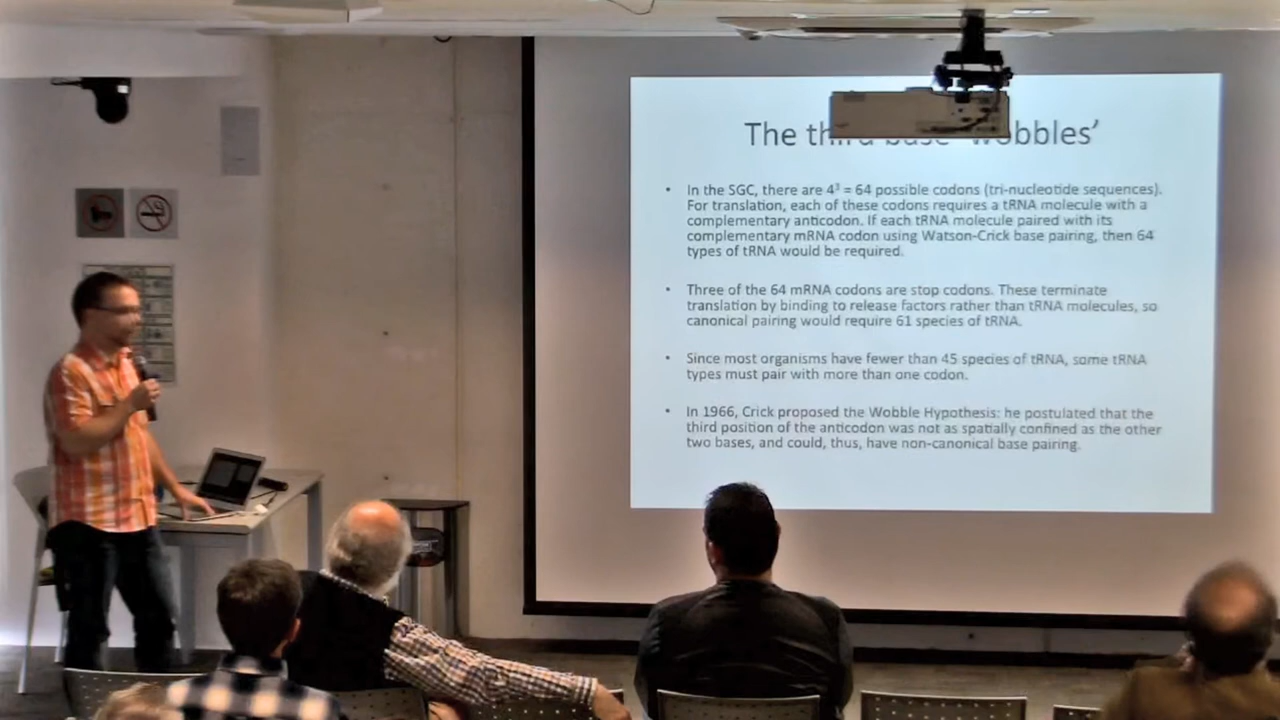 The third base 'wobbles'
• In the SGC, there are 4³ = 64 possible codons (tri-nucleotide sequences).
For translation, each of these codons requires a tRNA molecule with a
complementary anticodon. If each tRNA molecule paired with its
complementary mRNA codon using Watson-Crick base pairing, then 64
types of tRNA would be required.
• Three of the 64 mRNA codons are stop codons. These terminate
translation by binding to release factors rather than tRNA molecules, so
canonical pairing would require 61 species of tRNA.
• Since most organisms have fewer than 45 species of tRNA, some tRNA
types must pair with more than one codon.
• In 1966, Crick proposed the Wobble Hypothesis: he postulated that the
third position of the anticodon was not as spatially confined as the other
two bases, and could, thus, have non-canonical base pairing.